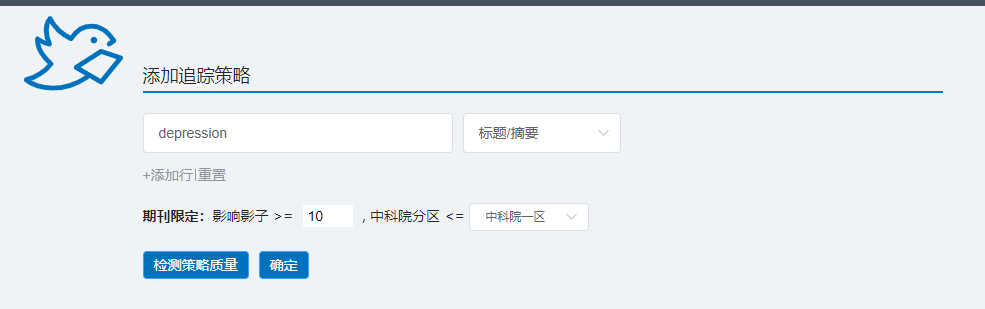 添加追踪策略
depression 标题/摘要
+添加行|重置
期刊限定：影响影子 >= 10 , 中科院分区 <= 中科院一区
检测策略质量 确定